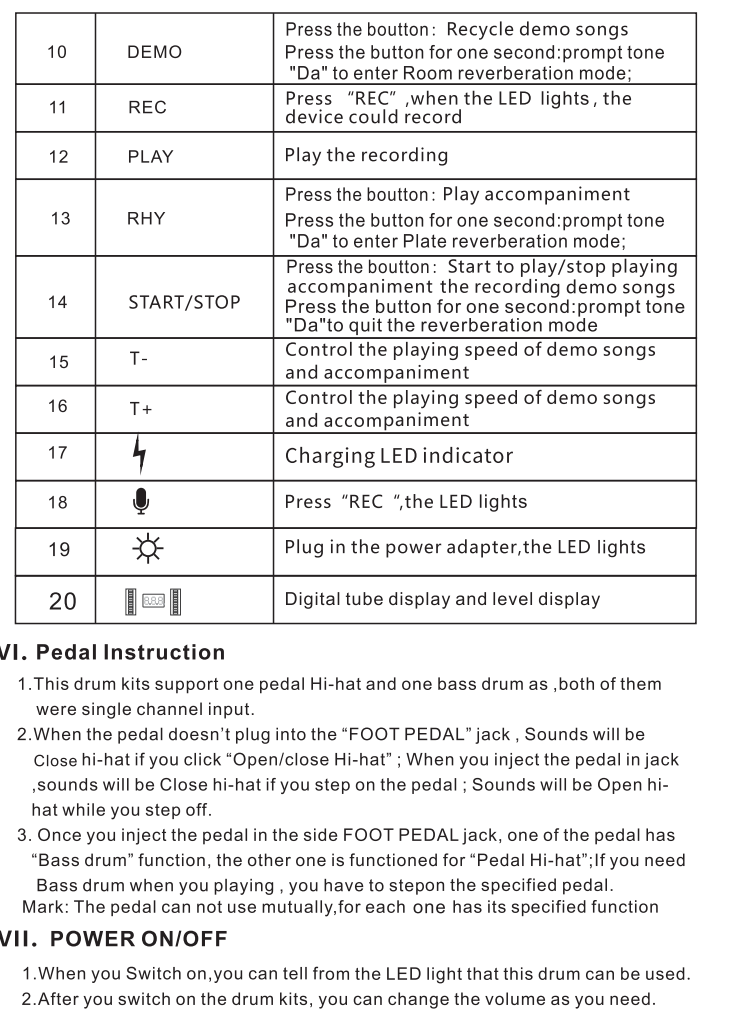 10 DEMO Press the boutton: Recycle demo songs
Press the button for one second:prompt tone
"Da" to enter Room reverberation mode;
11 REC Press “REC” ,when the LED lights, the
device could record
12 PLAY Play the recording
13 RHY Press the boutton: Play accompaniment
Press the button for one second:prompt tone
"Da" to enter Plate reverberation mode;
14 START/STOP Press the boutton: Start to play/stop playing
accompaniment the recording demo songs
Press the button for one second:prompt tone
"Da"to quit the reverberation mode
15 T- Control the playing speed of demo songs
and accompaniment
16 T+ Control the playing speed of demo songs
and accompaniment
17 Charging LED indicator
18 Press “REC “,the LED lights
19 Plug in the power adapter,the LED lights
20 8.8.8 Digital tube display and level display
VI. Pedal Instruction
1.This drum kits support one pedal Hi-hat and one bass drum as ,both of them
were single channel input.
2.When the pedal doesn’t plug into the “FOOT PEDAL” jack , Sounds will be
Close hi-hat if you click “Open/close Hi-hat” ; When you inject the pedal in jack
,sounds will be Close hi-hat if you step on the pedal ; Sounds will be Open hi-
hat while you step off.
3. Once you inject the pedal in the side FOOT PEDAL jack, one of the pedal has
“Bass drum” function, the other one is functioned for “Pedal Hi-hat”;If you need
Bass drum when you playing , you have to stepon the specified pedal.
Mark: The pedal can not use mutually,for each one has its specified function
VII. POWER ON/OFF
1.When you Switch on,you can tell from the LED light that this drum can be used.
2.After you switch on the drum kits, you can change the volume as you need.